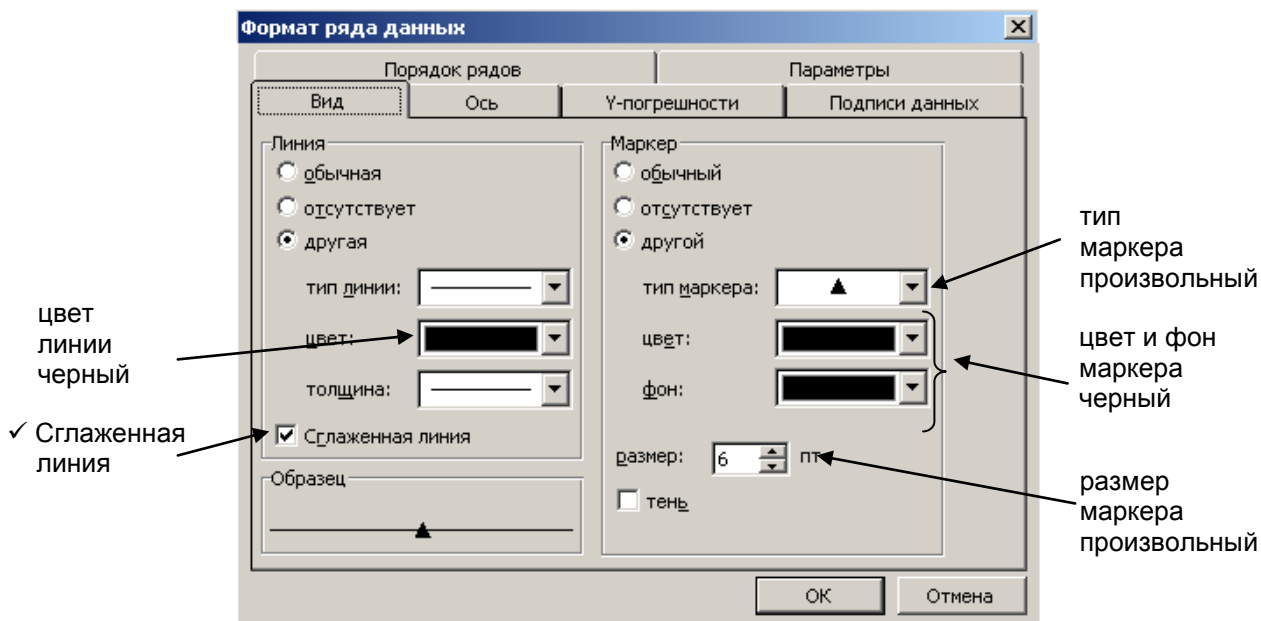 Формат ряда данных
Порядок рядов
Параметры
Вид
Ось
Y-погрешности
Подписи данных
Линия
обычная
отсутствует
другая
тип линии:
цвет:
толщина:
Сглаженная линия
Образец
Маркер
обычный
отсутствует
другой
тип маркера:
цвет:
фон:
размер:
6
пт
тень
ОК
Отмена
цвет
линии
черный
✓ Сглаженная
линия
тип
маркера
произвольный
цвет и фон
маркера
черный
размер
маркера
произвольный